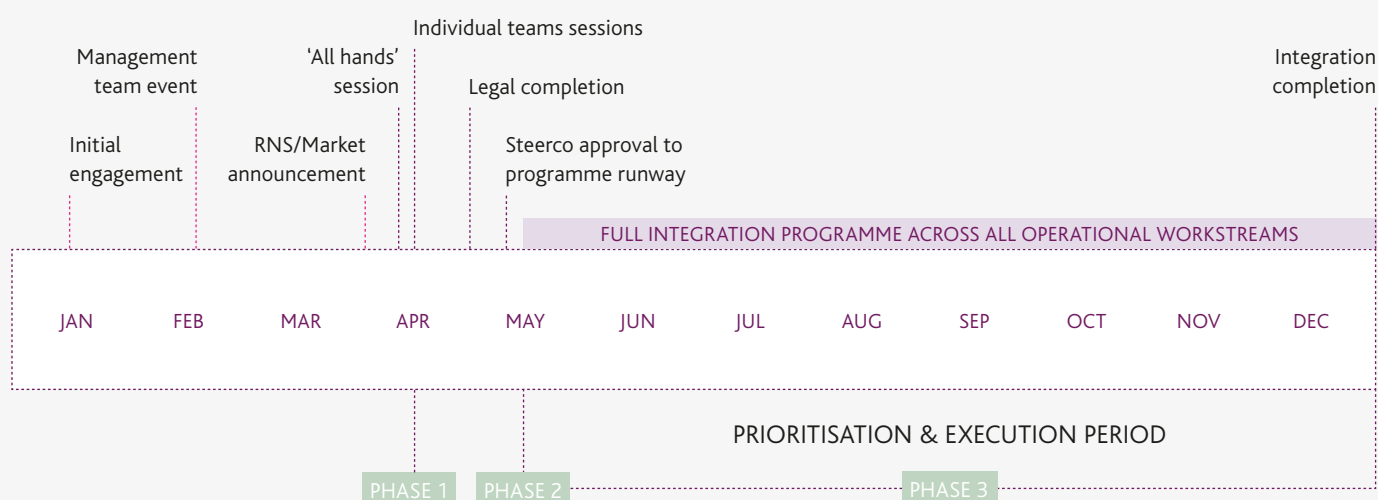 Individual teams sessions
Management
team event
‘All hands’
session
Legal completion
Integration
completion
Initial
engagement
RNS/Market
announcement
Steerco approval to
programme runway
FULL INTEGRATION PROGRAMME ACROSS ALL OPERATIONAL WORKSTREAMS
JAN FEB MAR APR MAY JUN JUL AUG SEP OCT NOV DEC
PRIORITISATION & EXECUTION PERIOD
PHASE 1 PHASE 2 PHASE 3